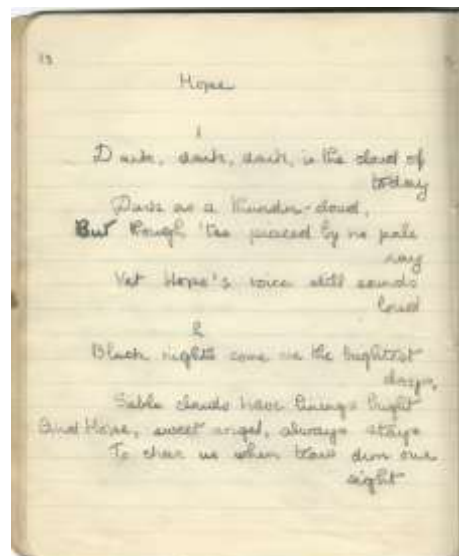 13
Hope
1
Dark, dark, dark, is the cloud of
today
Dark as a thunder-cloud,
But though 'tis pierced by no pale
ray
Yet Hope's voice still sounds
loud
2
Black nights come on the brightest
days,
Sable clouds have linings bright
And Hope, sweet angel, always stays
To cheer us when tears dim our
sight